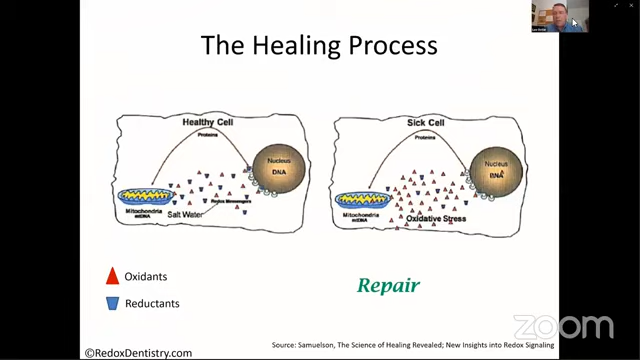 The Healing Process
Healthy Cell
Proteins
Nucleus
DNA
Mitochondria
mtDNA
Salt Water
Redox Messengers
Sick Cell
Proteins
Nucleus
DNA
Mitochondria
mtDNA
Oxidative Stress
Oxidants
Reductants
Repair
zoom
Source: Samuelson, The Science of Healing Revealed; New Insights into Redox Signaling
©RedoxDentistry.com